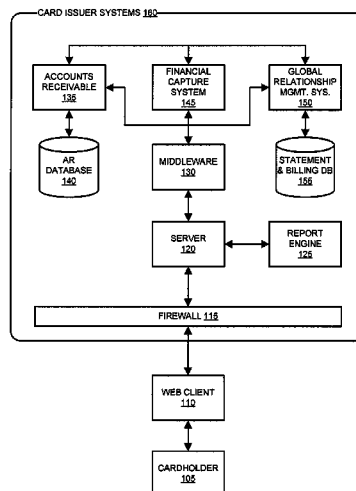 CARD ISSUER SYSTEMS 160
ACCOUNTS
RECEIVABLE
135
FINANCIAL
CAPTURE
SYSTEM
145
GLOBAL
RELATIONSHIP
MGMT. SYS.
150
AR
DATABASE
140
MIDDLEWARE
130
STATEMENT
& BILLING DB
155
SERVER
120
REPORT
ENGINE
125
FIREWALL 115
WEB CLIENT
110
CARDHOLDER
105